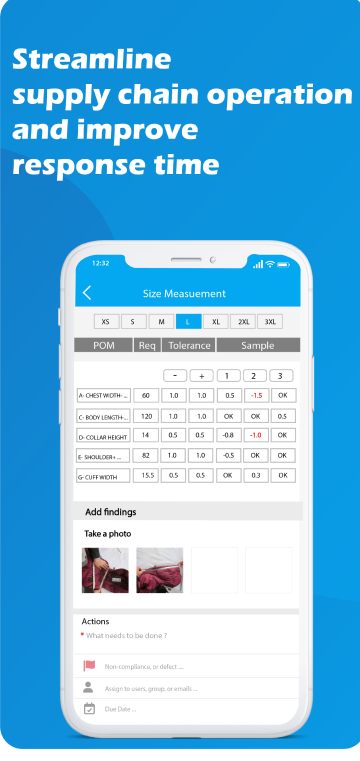 Streamline
supply chain operation
and improve
response time
12:32
Size Measuement
XS S M L XL 2XL 3XL
POM Req Tolerance Sample
- + 1 2 3
A- CHEST WIDTH-... 60 1.0 1.0 0.5 -1.5 OK
C- BODY LENGTH-... 120 1.0 1.0 OK OK 0.5
D- COLLAR HEIGHT 14 0.5 0.5 -0.8 -1.0 OK
E- SHOULDER+ ... 82 1.0 1.0 -0.5 OK OK
G- CUFF WIDTH 15.5 0.5 0.5 OK 0.3 OK
Add findings
Take a photo
Actions
* What needs to be done ?
Non-compliance, or defect ....
Assign to users, group, or emails ...
Due Date ...